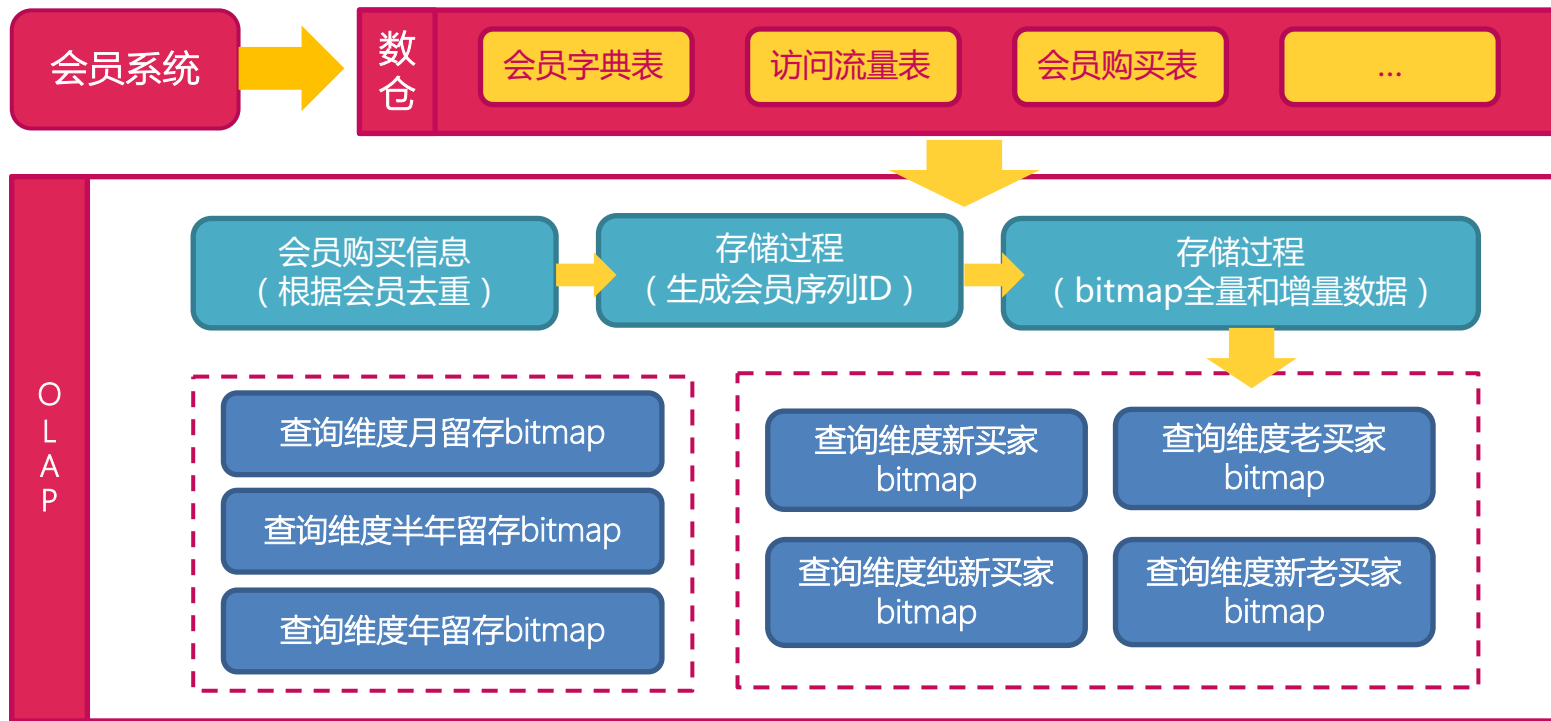 会员系统
数
仓
会员字典表
访问流量表
会员购买表
...
O
L
A
P
会员购买信息
（根据会员去重）
存储过程
（生成会员序列ID）
存储过程
（bitmap全量和增量数据）
查询维度月留存bitmap
查询维度半年留存bitmap
查询维度年留存bitmap
查询维度新买家
bitmap
查询维度老买家
bitmap
查询维度纯新买家
bitmap
查询维度新老买家
bitmap